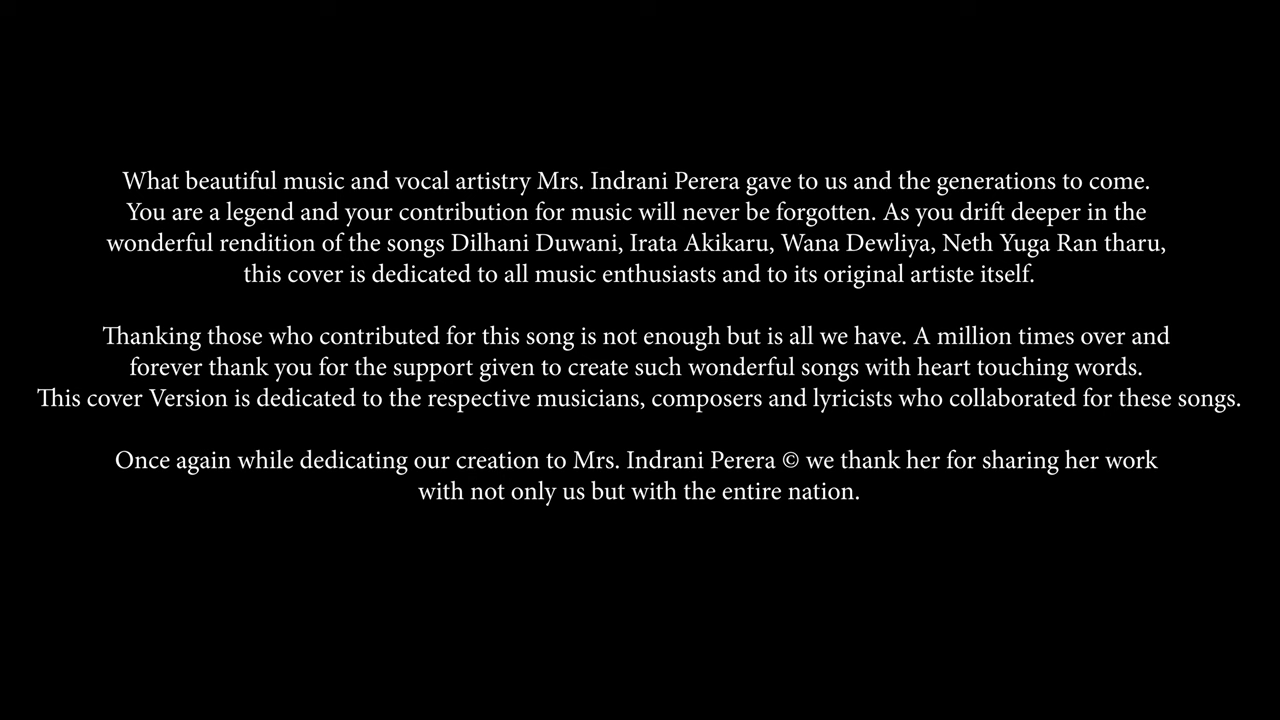 What beautiful music and vocal artistry Mrs. Indrani Perera gave to us and the generations to come.
You are a legend and your contribution for music will never be forgotten. As you drift deeper in the
wonderful rendition of the songs Dilhani Duwani, Irata Akikaru, Wana Dewliya, Neth Yuga Ran tharu,
this cover is dedicated to all music enthusiasts and to its original artiste itself.
Thanking those who contributed for this song is not enough but is all we have. A million times over and
forever thank you for the support given to create such wonderful songs with heart touching words.
This cover Version is dedicated to the respective musicians, composers and lyricists who collaborated for these songs.
Once again while dedicating our creation to Mrs. Indrani Perera © we thank her for sharing her work
with not only us but with the entire nation.